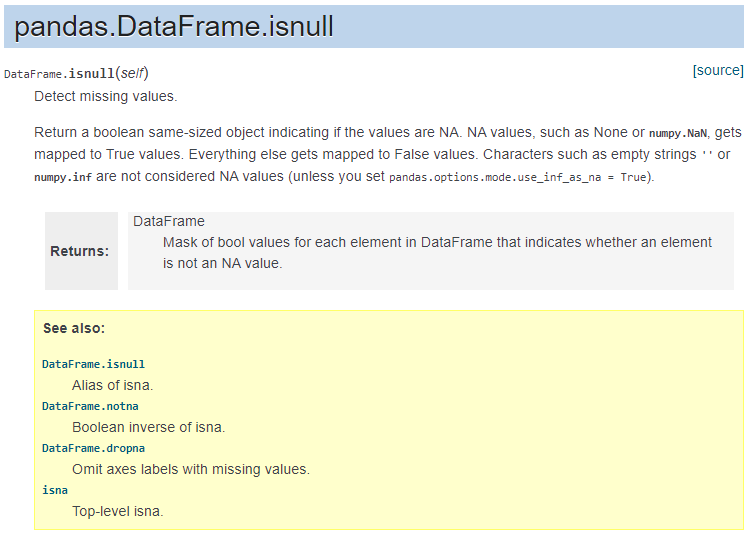 pandas.DataFrame.isnull
DataFrame.isnull(self) [source]
Detect missing values.
Return a boolean same-sized object indicating if the values are NA. NA values, such as None or numpy.NaN, gets
mapped to True values. Everything else gets mapped to False values. Characters such as empty strings '' or
numpy.inf are not considered NA values (unless you set pandas.options.mode.use_inf_as_na = True).
DataFrame
Returns: Mask of bool values for each element in DataFrame that indicates whether an element
is not an NA value.
See also:
DataFrame.isnull
Alias of isna.
DataFrame.notna
Boolean inverse of isna.
DataFrame.dropna
Omit axes labels with missing values.
isna
Top-level isna.